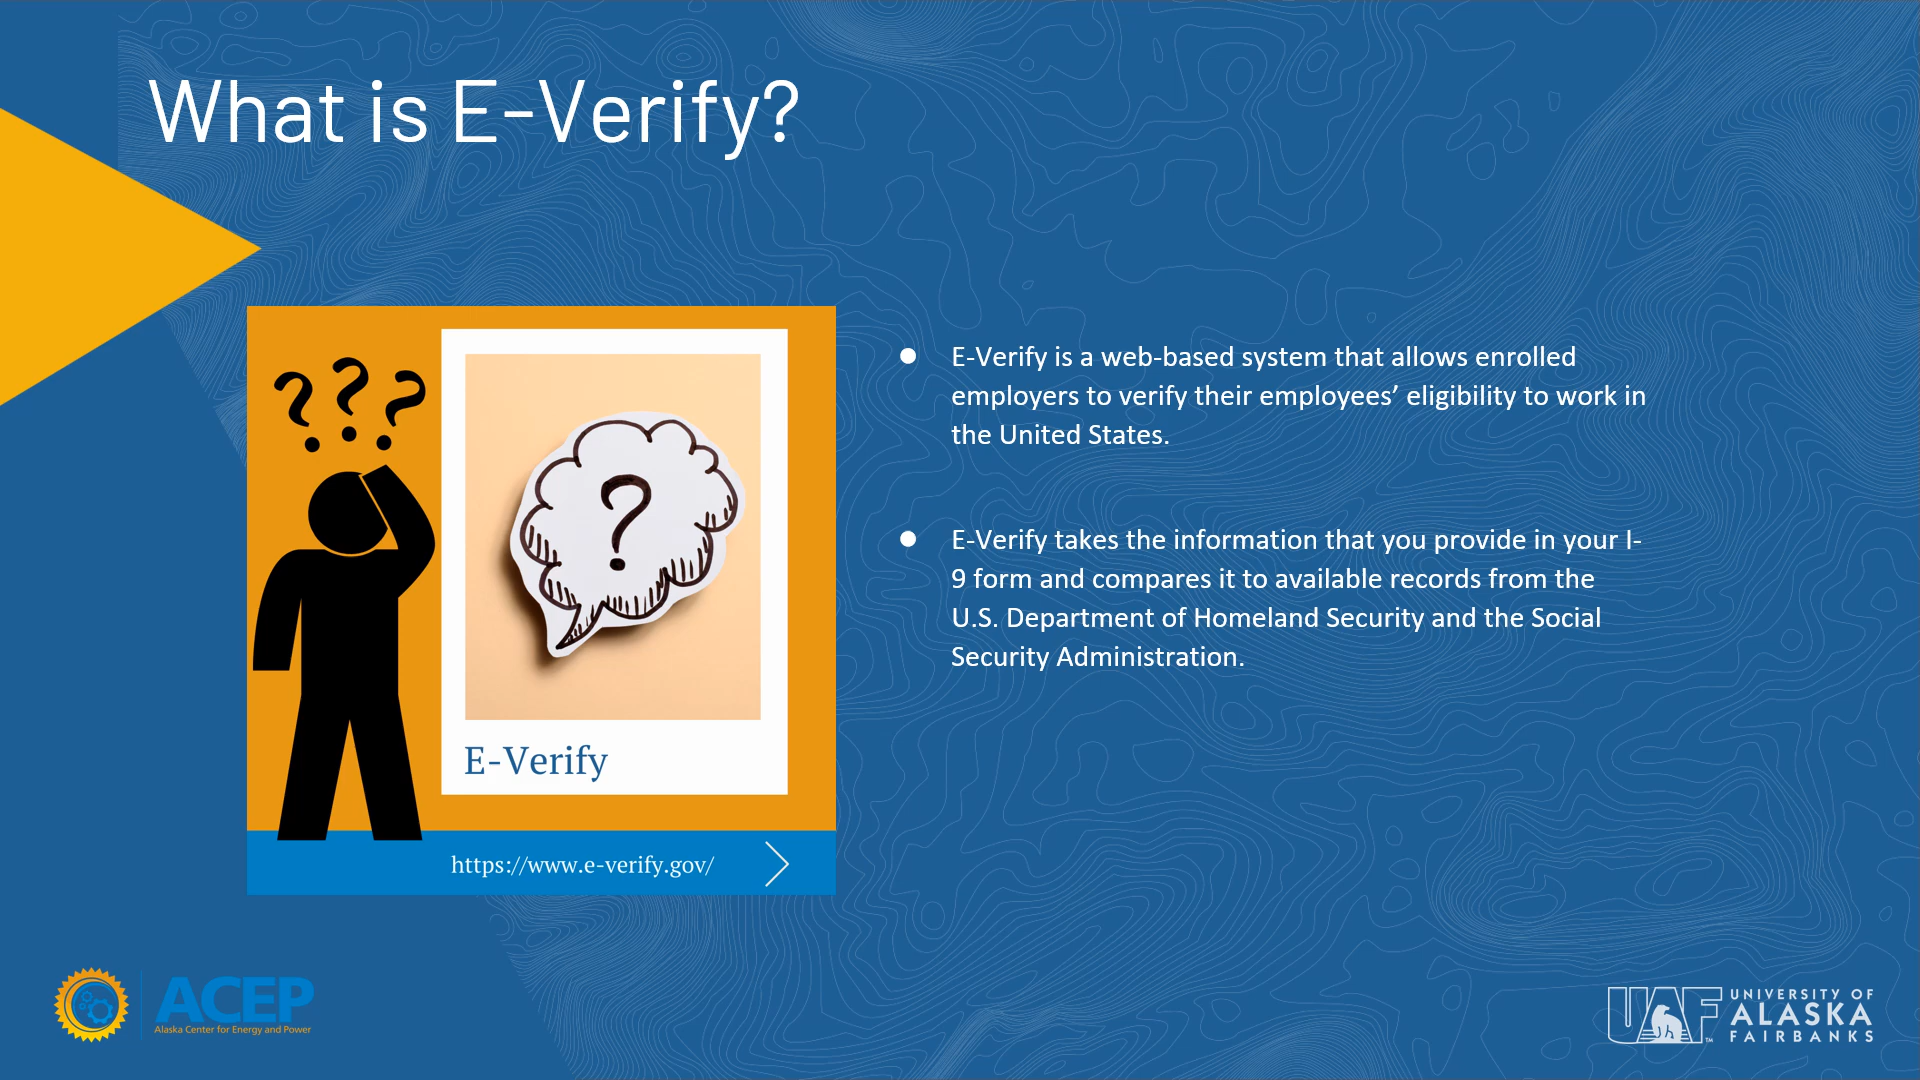 What is E-Verify?
? ? ?
?
E-Verify
https://www.e-verify.gov/
● E-Verify is a web-based system that allows enrolled
employers to verify their employees’ eligibility to work in
the United States.
● E-Verify takes the information that you provide in your I-
9 form and compares it to available records from the
U.S. Department of Homeland Security and the Social
Security Administration.
ACEP
Alaska Center for Energy and Power
UAF
TM
UNIVERSITY OF
ALASKA
FAIRBANKS